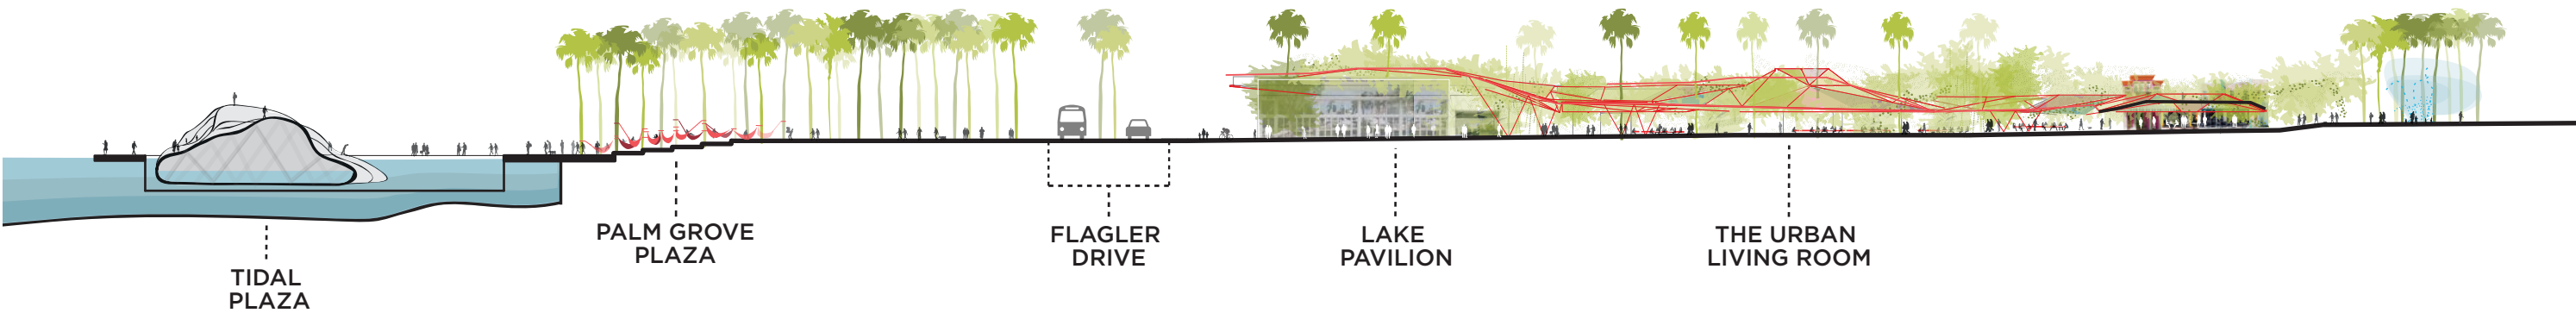 TIDAL
PLAZA
PALM GROVE
PLAZA
FLAGLER
DRIVE
LAKE
PAVILION
THE URBAN
LIVING ROOM